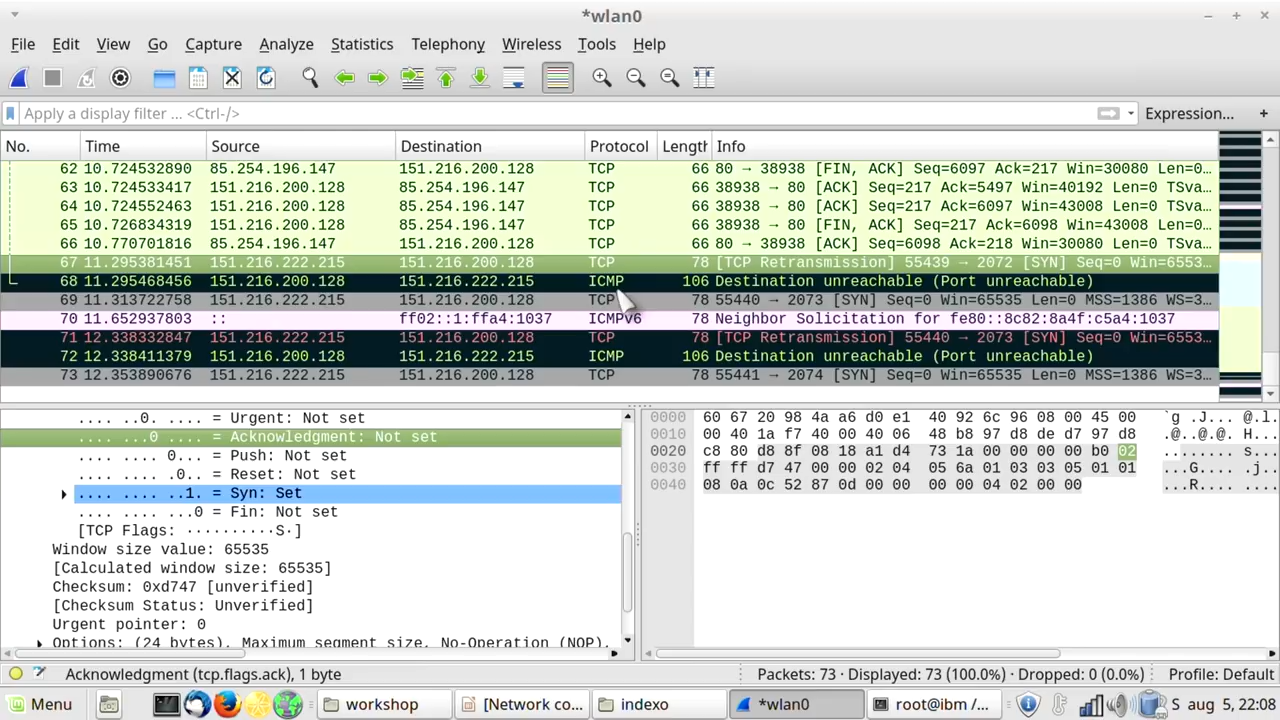 *wlan0
File Edit View Go Capture Analyze Statistics Telephony Wireless Tools Help
Apply a display filter ... <Ctrl-/> Expression... +
No. Time Source Destination Protocol Length Info
62 10.724532890 85.254.196.147 151.216.200.128 TCP 66 80 → 38938 [FIN, ACK] Seq=6097 Ack=217 Win=30080 Len=0…
63 10.724533417 151.216.200.128 85.254.196.147 TCP 66 38938 → 80 [ACK] Seq=217 Ack=5497 Win=40192 Len=0 TSva…
64 10.724552463 151.216.200.128 85.254.196.147 TCP 66 38938 → 80 [ACK] Seq=217 Ack=6097 Win=43008 Len=0 TSva…
65 10.726834319 151.216.200.128 85.254.196.147 TCP 66 38938 → 80 [FIN, ACK] Seq=217 Ack=6098 Win=43008 Len=0…
66 10.770701816 85.254.196.147 151.216.200.128 TCP 66 80 → 38938 [ACK] Seq=6098 Ack=218 Win=30080 Len=0 TSva…
67 11.295381451 151.216.222.215 151.216.200.128 TCP 78 [TCP Retransmission] 55439 → 2072 [SYN] Seq=0 Win=6553…
68 11.295468456 151.216.200.128 151.216.222.215 ICMP 106 Destination unreachable (Port unreachable)
69 11.313722758 151.216.222.215 151.216.200.128 TCP 78 55440 → 2073 [SYN] Seq=0 Win=65535 Len=0 MSS=1386 WS=3…
70 11.652937803 :: ff02::1:ffa4:1037 ICMPv6 78 Neighbor Solicitation for fe80::8c82:8a4f:c5a4:1037
71 12.338332847 151.216.222.215 151.216.200.128 TCP 78 [TCP Retransmission] 55440 → 2073 [SYN] Seq=0 Win=6553…
72 12.338411379 151.216.200.128 151.216.222.215 ICMP 106 Destination unreachable (Port unreachable)
73 12.353890676 151.216.222.215 151.216.200.128 TCP 78 55441 → 2074 [SYN] Seq=0 Win=65535 Len=0 MSS=1386 WS=3…
.... ..0. .... = Urgent: Not set
.... ...0 .... = Acknowledgment: Not set
.... .... 0... = Push: Not set
.... .... .0.. = Reset: Not set
.... .... ..1. = Syn: Set
.... .... ...0 = Fin: Not set
[TCP Flags: ··········S·]
Window size value: 65535
[Calculated window size: 65535]
Checksum: 0xd747 [unverified]
[Checksum Status: Unverified]
Urgent pointer: 0
Options: (24 bytes), Maximum segment size, No-Operation (NOP),
0000 60 67 20 98 4a a6 d0 e1 40 92 6c 96 08 00 45 00 `g .J... @.l.
0010 00 40 1a f7 40 00 40 06 48 b8 97 d8 de d7 97 d8 .@..@.@. H...
0020 c8 80 d8 8f 08 18 a1 d4 73 1a 00 00 00 00 b0 02 ........ s...
0030 ff ff d7 47 00 00 02 04 05 6a 01 03 03 05 01 01 ...G.... .j..
0040 08 0a 0c 52 87 0d 00 00 00 00 04 02 00 00 ...R.... ....
Acknowledgment (tcp.flags.ack), 1 byte Packets: 73 · Displayed: 73 (100.0%) · Dropped: 0 (0.0%) Profile: Default
Menu workshop [Network co... indexo *wlan0 root@ibm /... S aug 5, 22:08